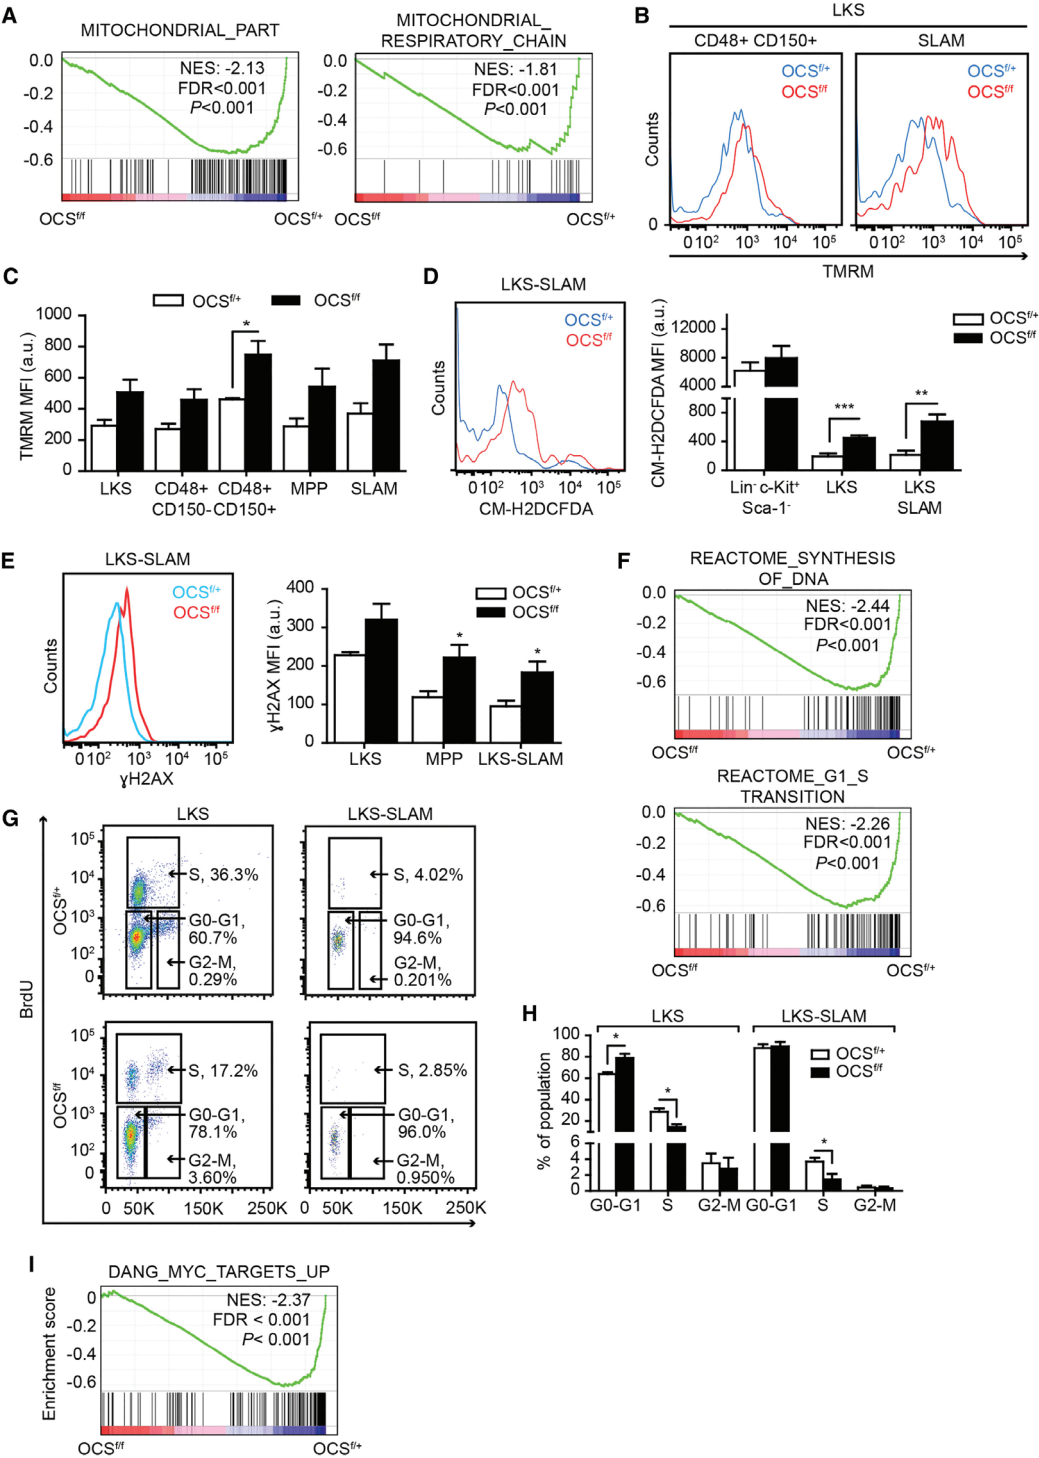 A
MITOCHONDRIAL_PART
0.0
-0.2
-0.4
-0.6
NES: -2.13
FDR<0.001
P<0.001
OCSf/f
OCSf/+
MITOCHONDRIAL_
RESPIRATORY_CHAIN
0.0
-0.2
-0.4
-0.6
NES: -1.81
FDR<0.001
P<0.001
OCSf/f
OCSf/+
B
LKS
CD48+ CD150+
SLAM
OCSf/+
OCSf/f
OCSf/+
OCSf/f
Counts
0
0 10² 10³ 10⁴ 10⁵
0 10² 10³ 10⁴ 10⁵
TMRM
C
OCSf/+
OCSf/f
TMRM MFI (a.u.)
1000
800
600
400
200
0
*
LKS
CD48+
CD150-
CD48+
CD150+
MPP
SLAM
D
LKS-SLAM
OCSf/+
OCSf/f
Counts
0 10² 10³ 10⁴ 10⁵
CM-H2DCFDA
CM-H2DCFDA MFI (a.u.)
12000
8000
4000
800
400
0
OCSf/+
OCSf/f
***
**
Lin⁻ c-Kit⁺
Sca-1⁻
LKS
LKS
SLAM
E
LKS-SLAM
OCSf/+
OCSf/f
Counts
0 10² 10³ 10⁴ 10⁵
ɣH2AX
ɣH2AX MFI (a.u.)
400
300
200
100
0
OCSf/+
OCSf/f
*
*
LKS
MPP
LKS-SLAM
F
REACTOME_SYNTHESIS
OF_DNA
0.0
-0.2
-0.4
-0.6
NES: -2.44
FDR<0.001
P<0.001
OCSf/f
OCSf/+
REACTOME_G1_S
TRANSITION
0.0
-0.2
-0.4
-0.6
NES: -2.26
FDR<0.001
P<0.001
OCSf/f
OCSf/+
G
LKS
LKS-SLAM
BrdU
OCSf/+
10⁵
10⁴
10³
10²
0
S, 36.3%
G0-G1,
60.7%
G2-M,
0.29%
S, 4.02%
G0-G1,
94.6%
G2-M,
0.201%
OCSf/f
10⁵
10⁴
10³
10²
0
S, 17.2%
G0-G1,
78.1%
G2-M,
3.60%
S, 2.85%
G0-G1,
96.0%
G2-M,
0.950%
0 50K 150K 250K
0 50K 150K 250K
H
LKS
LKS-SLAM
% of population
100
80
60
40
20
6
4
2
0
OCSf/+
OCSf/f
*
*
*
G0-G1
S
G2-M
G0-G1
S
G2-M
I
DANG_MYC_TARGETS_UP
Enrichment score
0
-0.2
-0.4
-0.6
NES: -2.37
FDR < 0.001
P< 0.001
OCSf/f
OCSf/+